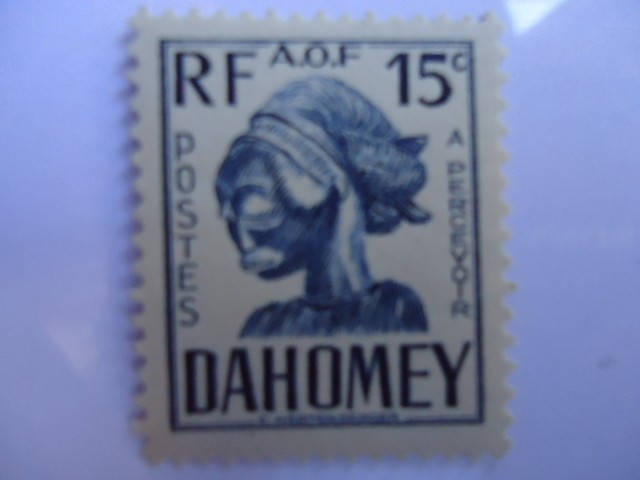 RF A.O.F 15c
POSTES
A PERCEVOIR
DAHOMEY